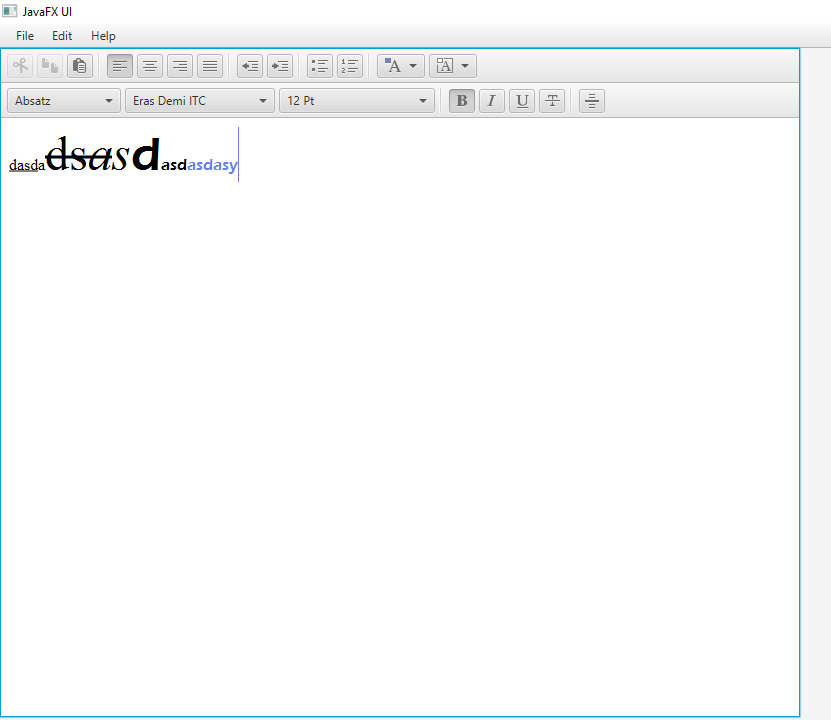 JavaFX UI
File Edit Help
Absatz Eras Demi ITC 12 Pt B I U T
dasdadsasdasdasdasy